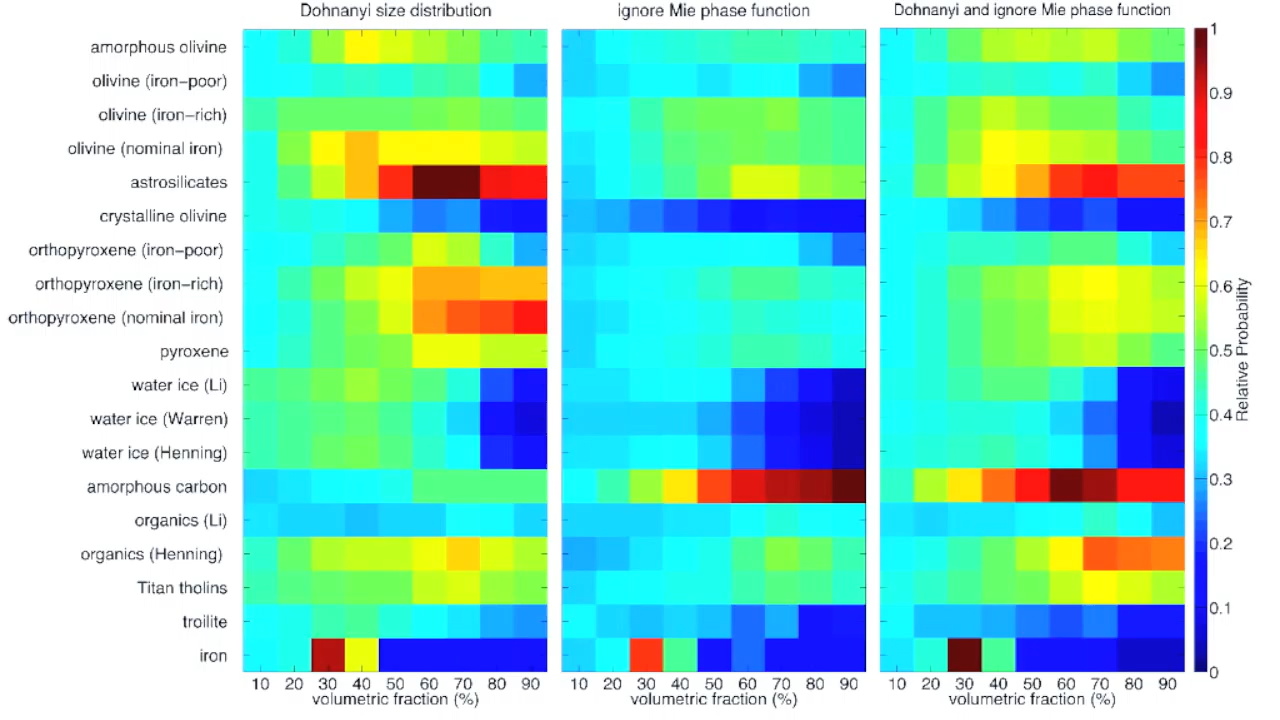 Dohnanyi size distribution
ignore Mie phase function
Dohnanyi and ignore Mie phase function
amorphous olivine
olivine (iron−poor)
olivine (iron−rich)
olivine (nominal iron)
astrosilicates
crystalline olivine
orthopyroxene (iron−poor)
orthopyroxene (iron−rich)
orthopyroxene (nominal iron)
pyroxene
water ice (Li)
water ice (Warren)
water ice (Henning)
amorphous carbon
organics (Li)
organics (Henning)
Titan tholins
troilite
iron
10 20 30 40 50 60 70 80 90
volumetric fraction (%)
10 20 30 40 50 60 70 80 90
volumetric fraction (%)
10 20 30 40 50 60 70 80 90
volumetric fraction (%)
1
0.9
0.8
0.7
0.6
0.5
0.4
0.3
0.2
0.1
0
Relative Probability